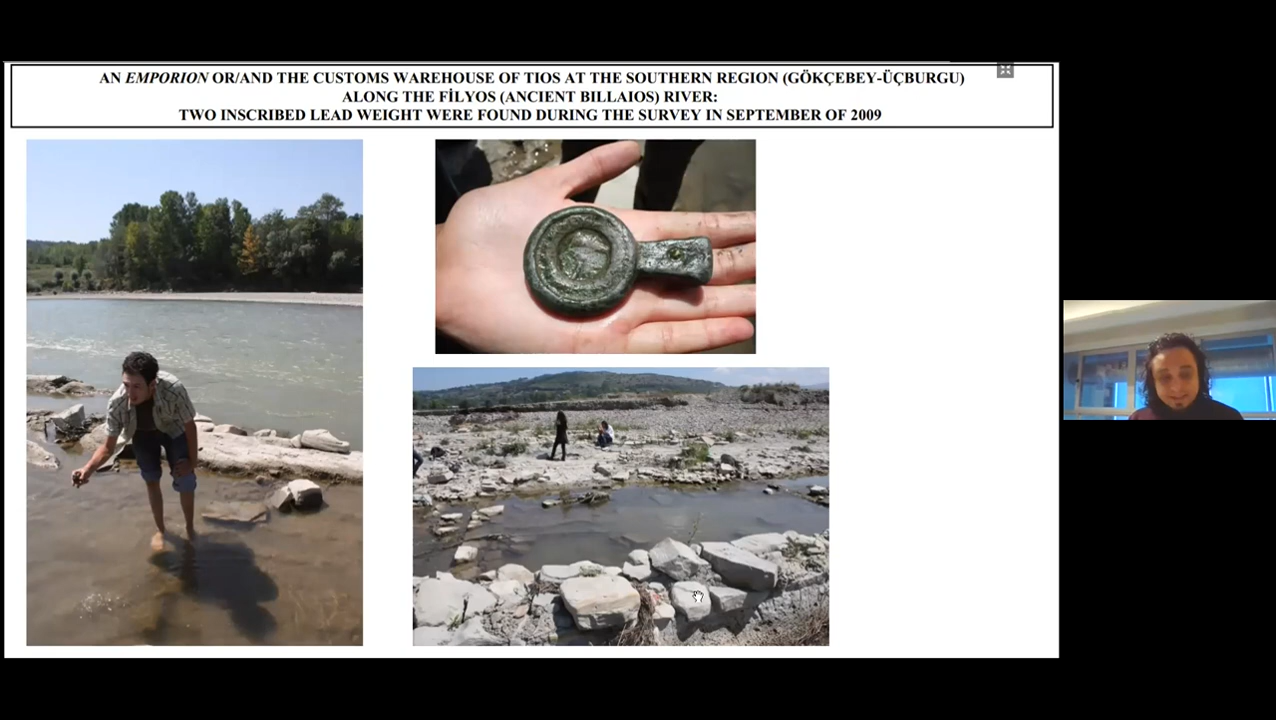 AN EMPORION OR/AND THE CUSTOMS WAREHOUSE OF TIOS AT THE SOUTHERN REGION (GÖKÇEBEY-ÜÇBURGU)
ALONG THE FİLYOS (ANCIENT BILLAIOS) RIVER:
TWO INSCRIBED LEAD WEIGHT WERE FOUND DURING THE SURVEY IN SEPTEMBER OF 2009